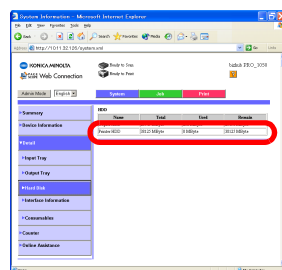 System Information - Microsoft Internet Explorer
File Edit View Favorites Tools Help
Back Search Favorites Media
Address http://10.11.32.126/system.xml Go
KONICA MINOLTA Ready to Scan bizhub PRO_1050
Web Connection Ready to Print
Admin Mode English System Job Print
Summary
Device Information
Detail
Input Tray
Output Tray
Hard Disk
Interface Information
Consumables
Counter
Online Assistance
HDD
Name Total Used Remain
Printer HDD 38123 MByte 0 MByte 38123 MByte